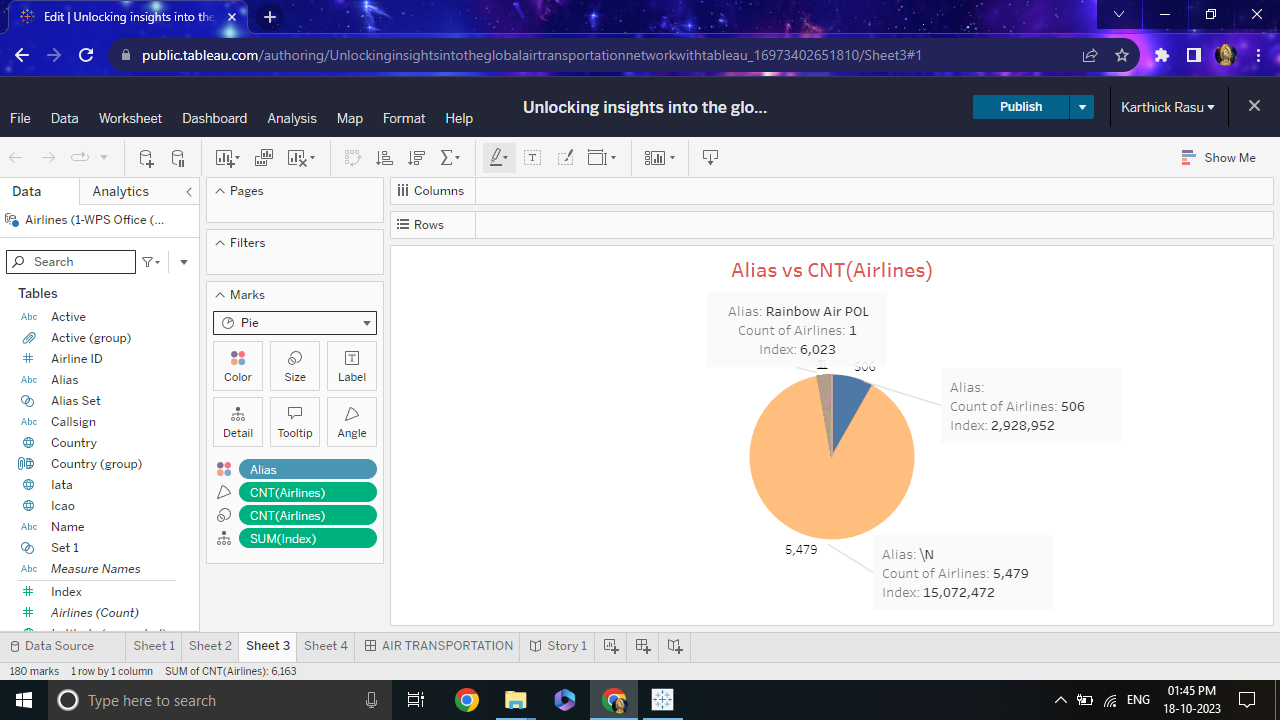 Edit | Unlocking insights into the
public.tableau.com/authoring/Unlockinginsightsintotheglobalairtransportationnetworkwithtableau_16973402651810/Sheet3#1
Unlocking insights into the glo...
Publish
Karthick Rasu
File Data Worksheet Dashboard Analysis Map Format Help
Show Me
Data Analytics
Airlines (1-WPS Office (...
Search
Tables
Abc Active
Active (group)
Airline ID
Abc Alias
Alias Set
Abc Callsign
Country
Country (group)
Iata
Icao
Abc Name
Set 1
Abc Measure Names
Index
Airlines (Count)
Pages
Filters
Marks
Pie
Color Size Label
Detail Tooltip Angle
Alias
CNT(Airlines)
CNT(Airlines)
SUM(Index)
Columns
Rows
Alias vs CNT(Airlines)
Alias: Rainbow Air POL
Count of Airlines: 1
Index: 6,023
506
Alias:
Count of Airlines: 506
Index: 2,928,952
5,479
Alias: \N
Count of Airlines: 5,479
Index: 15,072,472
Data Source Sheet 1 Sheet 2 Sheet 3 Sheet 4 AIR TRANSPORTATION Story 1
180 marks 1 row by 1 column SUM of CNT(Airlines): 6,163
Type here to search
ENG
01:45 PM
18-10-2023